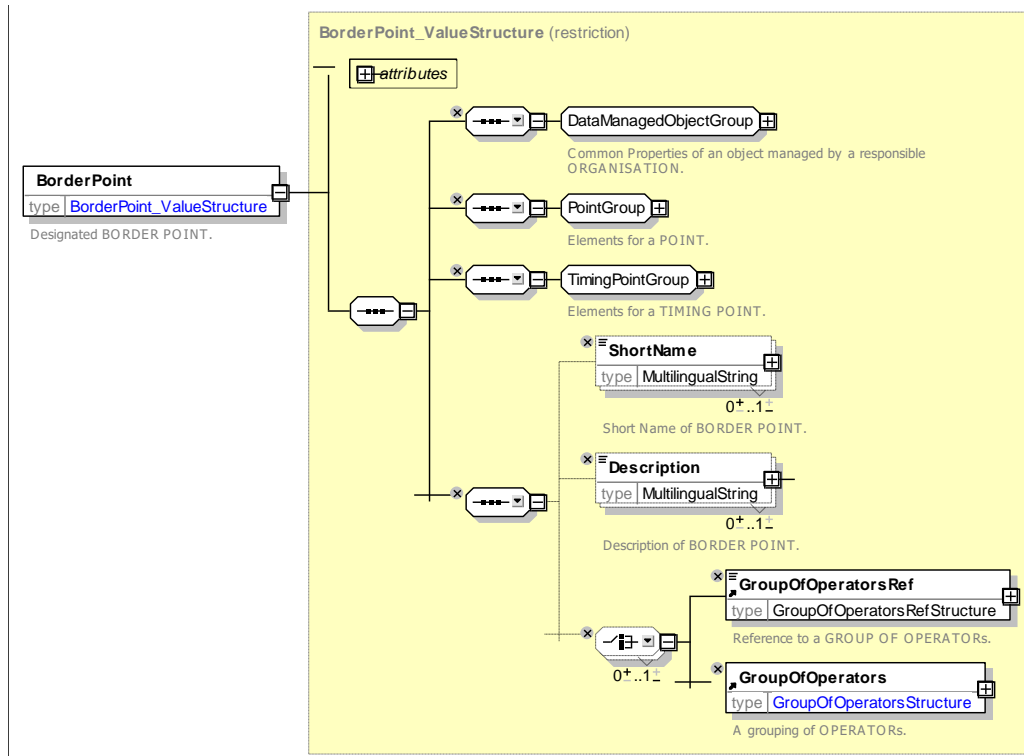 BorderPoint_ValueStructure (restriction)
attributes
DataManagedObjectGroup
Common Properties of an object managed by a responsible
ORGANISATION.
BorderPoint
type BorderPoint_ValueStructure
Designated BORDER POINT.
PointGroup
Elements for a POINT.
TimingPointGroup
Elements for a TIMING POINT.
ShortName
type MultilingualString
0±..1±
Short Name of BORDER POINT.
Description
type MultilingualString
0±..1±
Description of BORDER POINT.
GroupOfOperatorsRef
type GroupOfOperatorsRefStructure
Reference to a GROUP OF OPERATORs.
0±..1±
GroupOfOperators
type GroupOfOperatorsStructure
A grouping of OPERATORs.